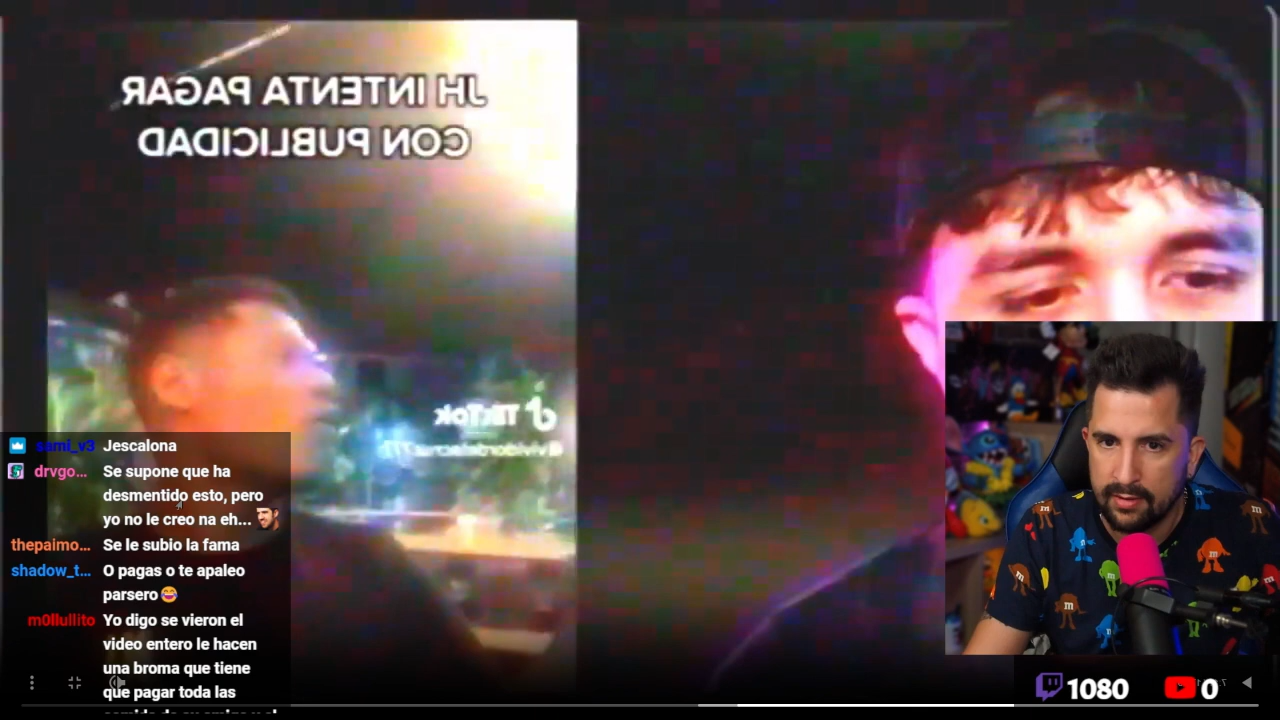 JH INTENTA PAGAR
CON PUBLICIDAD
TikTok
sami_v3 Jescalona
drvgo... Se supone que ha
desmentido esto, pero
yo no le creo na eh...
thepaimo... Se le subio la fama
shadow_t... O pagas o te apaleo
parsero 😂
m0llullito Yo digo se vieron el
video entero le hacen
una broma que tiene
que pagar toda las
1080
0